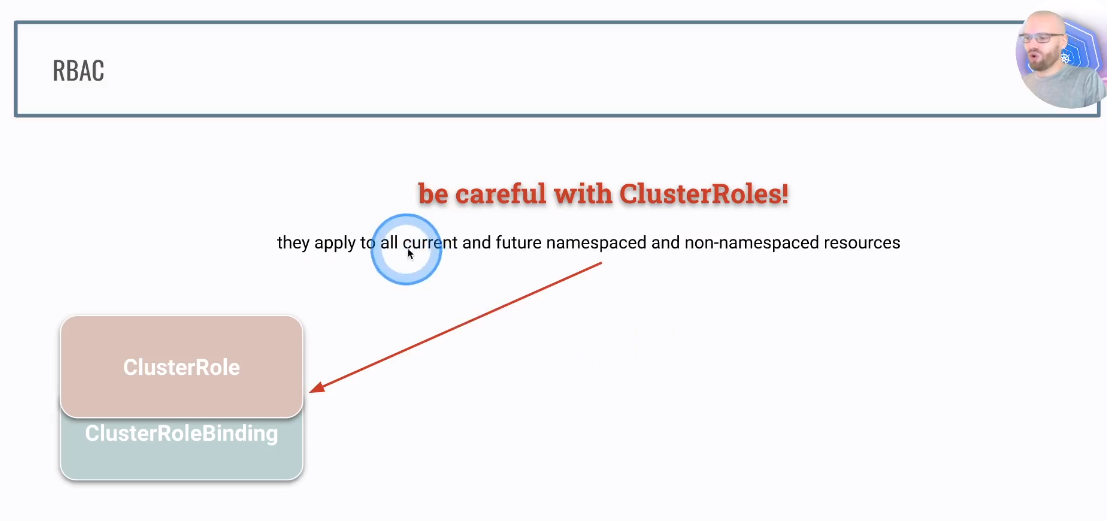 RBAC
be careful with ClusterRoles!
they apply to all current and future namespaced and non-namespaced resources
ClusterRole
ClusterRoleBinding